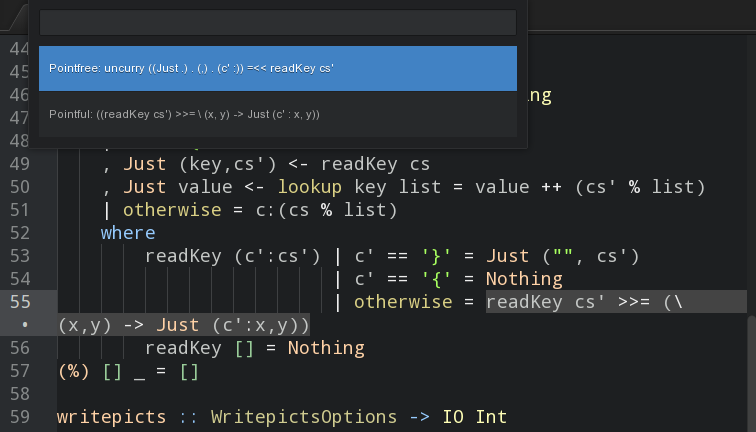 Pointfree: uncurry ((Just .) . (,) . (c' :)) =<< readKey cs'
Pointful: ((readKey cs') >>= \ (x, y) -> Just (c' : x, y))
44
45
46 ng
47
48
49 , Just (key,cs') <- readKey cs
50 , Just value <- lookup key list = value ++ (cs' % list)
51 | otherwise = c:(cs % list)
52 where
53 readKey (c':cs') | c' == '}' = Just ("", cs')
54 | c' == '{' = Nothing
55 | otherwise = readKey cs' >>= (\
• (x,y) -> Just (c':x,y))
56 readKey [] = Nothing
57 (%) [] _ = []
58
59 writepicts :: WritepictsOptions -> IO Int